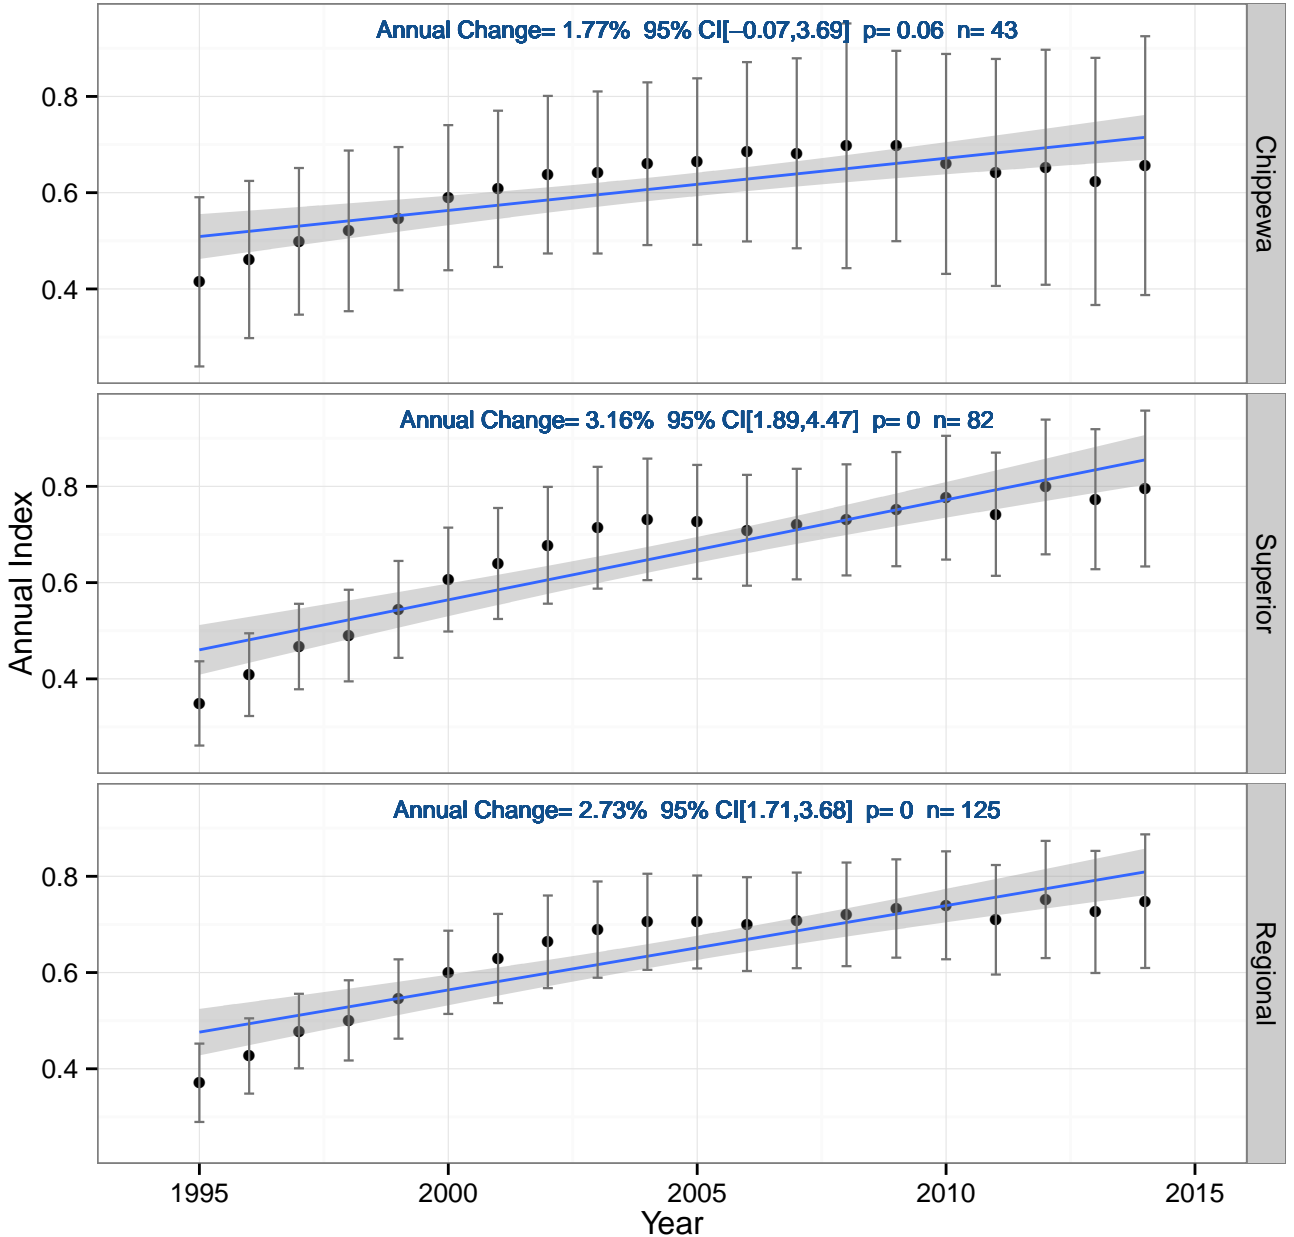 Annual Change= 1.77%  95% CI[−0.07,3.69]  p= 0.06  n= 43
0.8
0.6
0.4
Chippewa
Annual Change= 3.16%  95% CI[1.89,4.47]  p= 0  n= 82
0.8
0.6
0.4
Superior
Annual Index
Annual Change= 2.73%  95% CI[1.71,3.68]  p= 0  n= 125
0.8
0.6
0.4
Regional
1995 2000 2005 2010 2015
Year